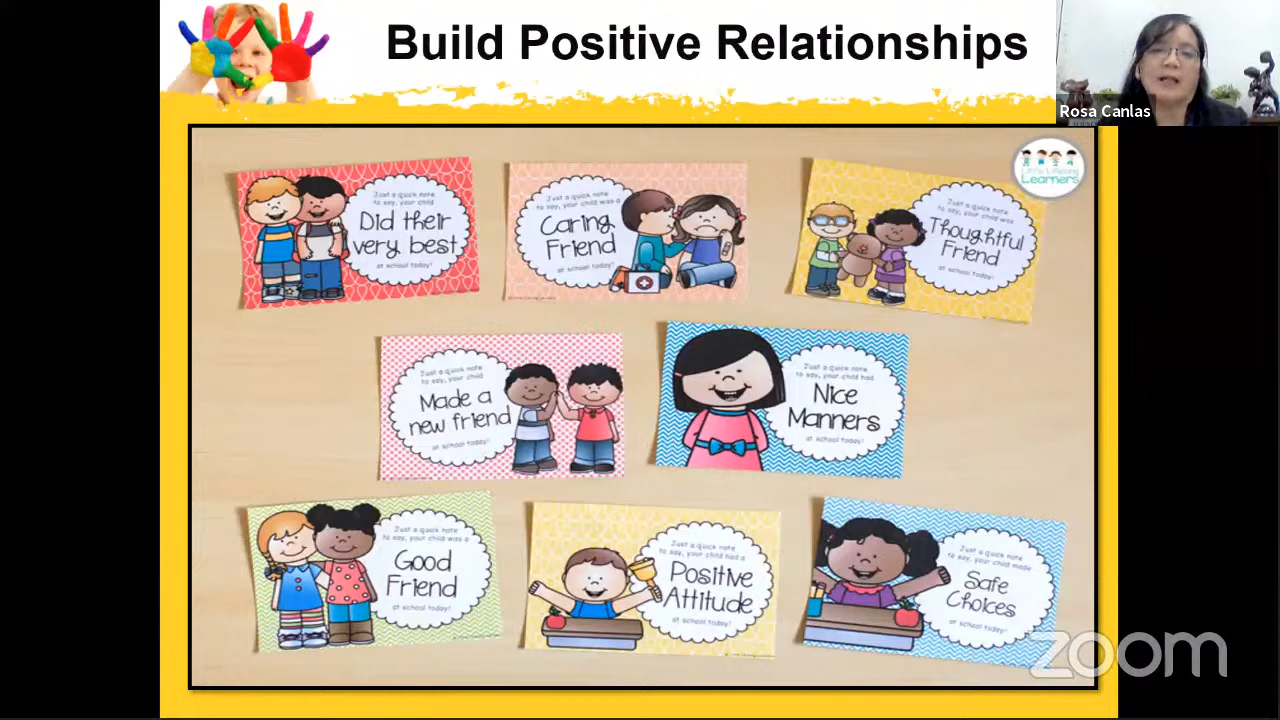 Build Positive Relationships
Rosa Canlas
Little Lifelong
Learners
Just a quick note
to say, your child
Did their
very best
at school today!
Just a quick note
to say, your child was a
Caring
Friend
at school today!
Just a quick note
to say, your child was a
Thoughtful
Friend
at school today!
Just a quick note
to say, your child
Made a
new friend
at school today!
Just a quick note
to say, your child had
Nice
Manners
at school today!
Just a quick note
to say, your child was a
Good
Friend
at school today!
Just a quick note
to say, your child had a
Positive
Attitude
at school today!
Just a quick note
to say, your child made
Safe
Choices
at school today!
zoom